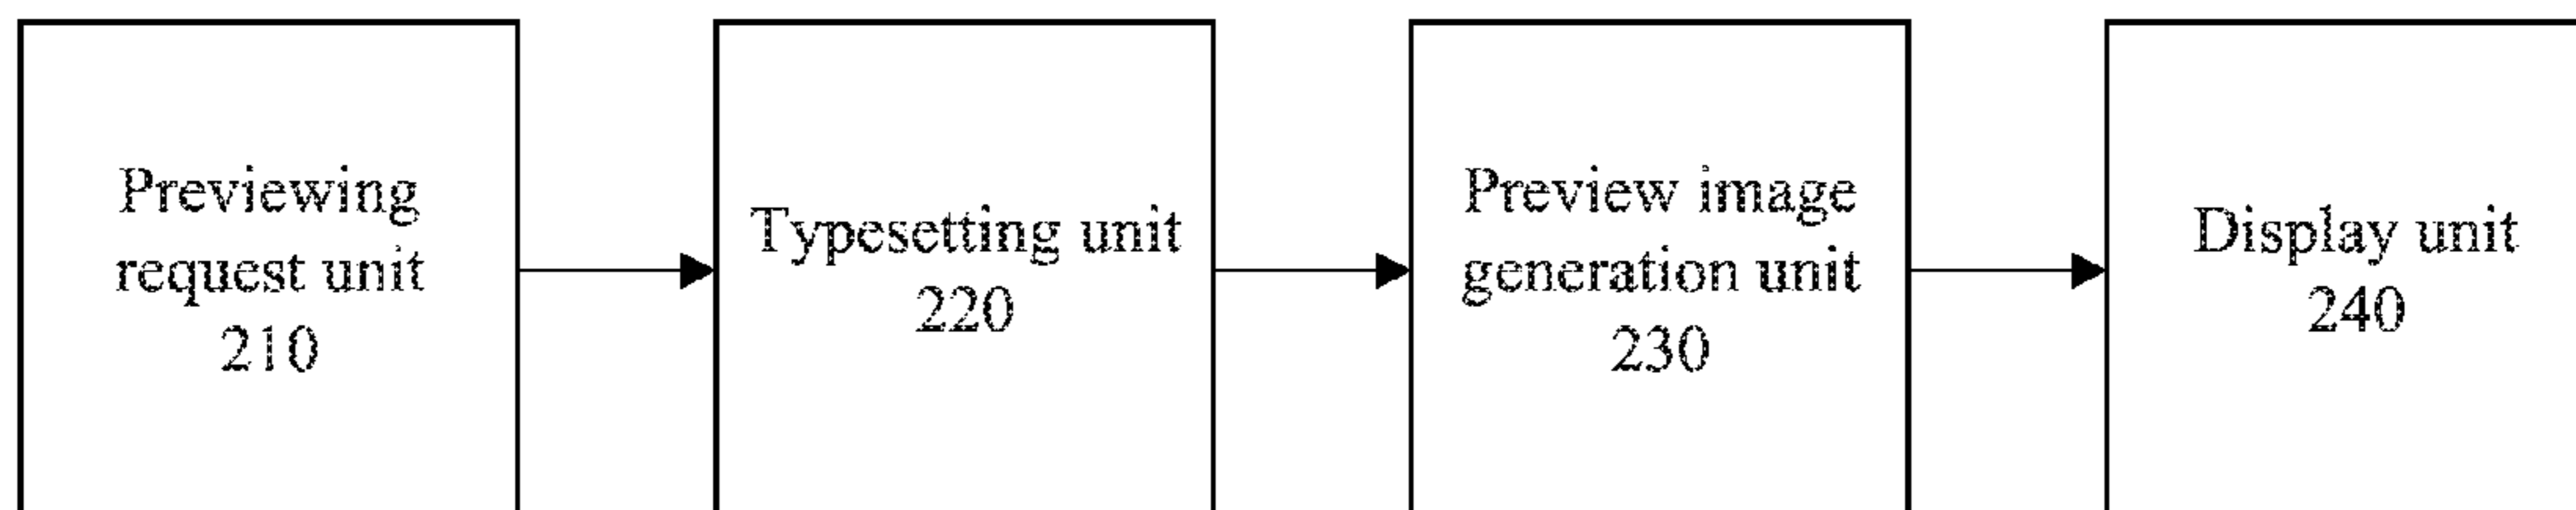 Previewing
request unit
210
Typesetting unit
220
Preview image
generation unit
230
Display unit
240